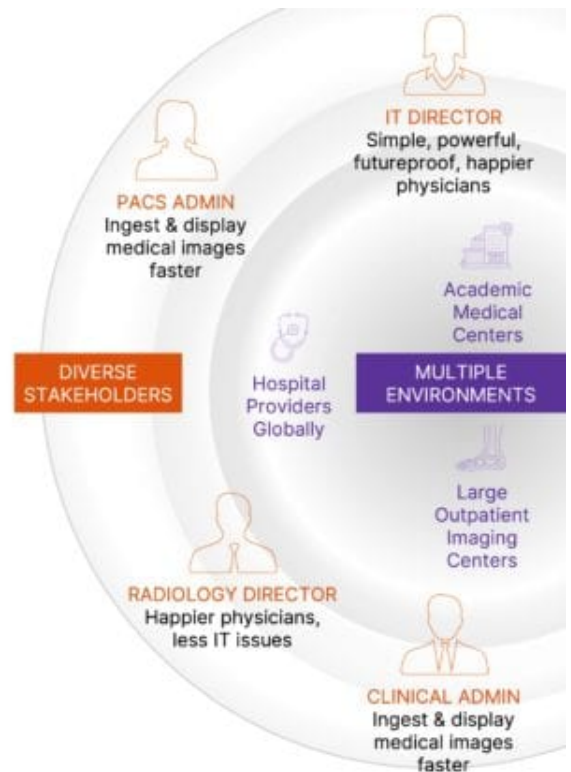 IT DIRECTOR
Simple, powerful,
futureproof, happier
physicians
PACS ADMIN
Ingest & display
medical images
faster
Academic
Medical
Centers
DIVERSE
STAKEHOLDERS
Hospital
Providers
Globally
MULTIPLE
ENVIRONMENTS
Large
Outpatient
Imaging
Centers
RADIOLOGY DIRECTOR
Happier physicians,
less IT issues
CLINICAL ADMIN
Ingest & display
medical images
faster